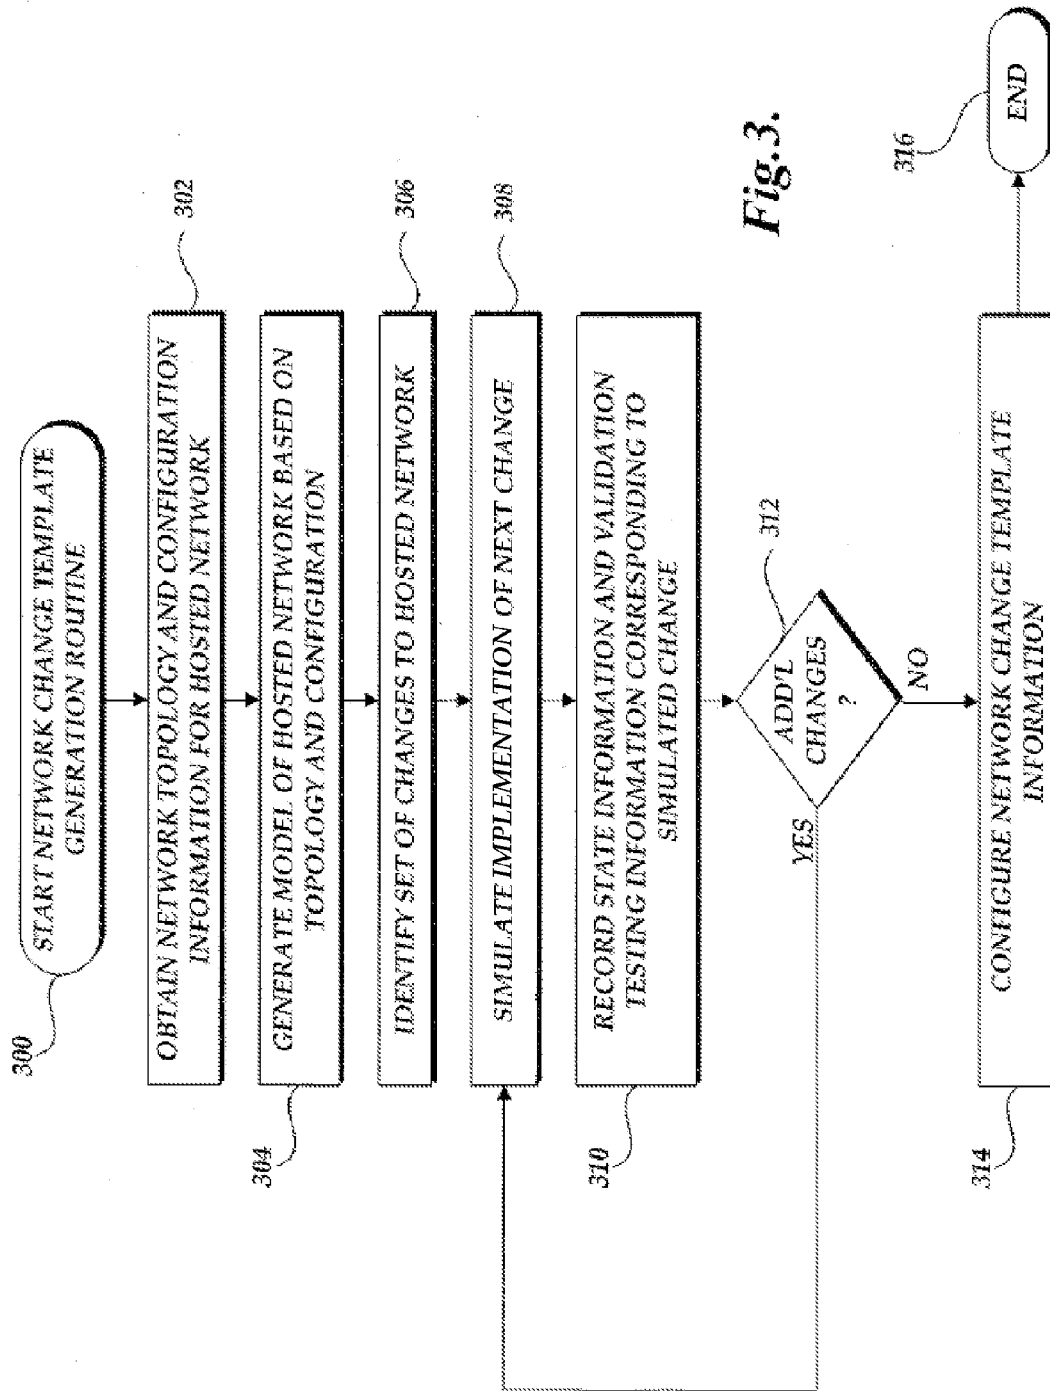 300
START NETWORK CHANGE TEMPLATE
GENERATION ROUTINE
302
OBTAIN NETWORK TOPOLOGY AND CONFIGURATION
INFORMATION FOR HOSTED NETWORK
304
GENERATE MODEL OF HOSTED NETWORK BASED ON
TOPOLOGY AND CONFIGURATION
306
IDENTIFY SET OF CHANGES TO HOSTED NETWORK
308
SIMULATE IMPLEMENTATION OF NEXT CHANGE
310
RECORD STATE INFORMATION AND VALIDATION
TESTING INFORMATION CORRESPONDING TO
SIMULATED CHANGE
312
ADD'L
CHANGES
?
YES
NO
314
CONFIGURE NETWORK CHANGE TEMPLATE
INFORMATION
316
END
Fig.3.